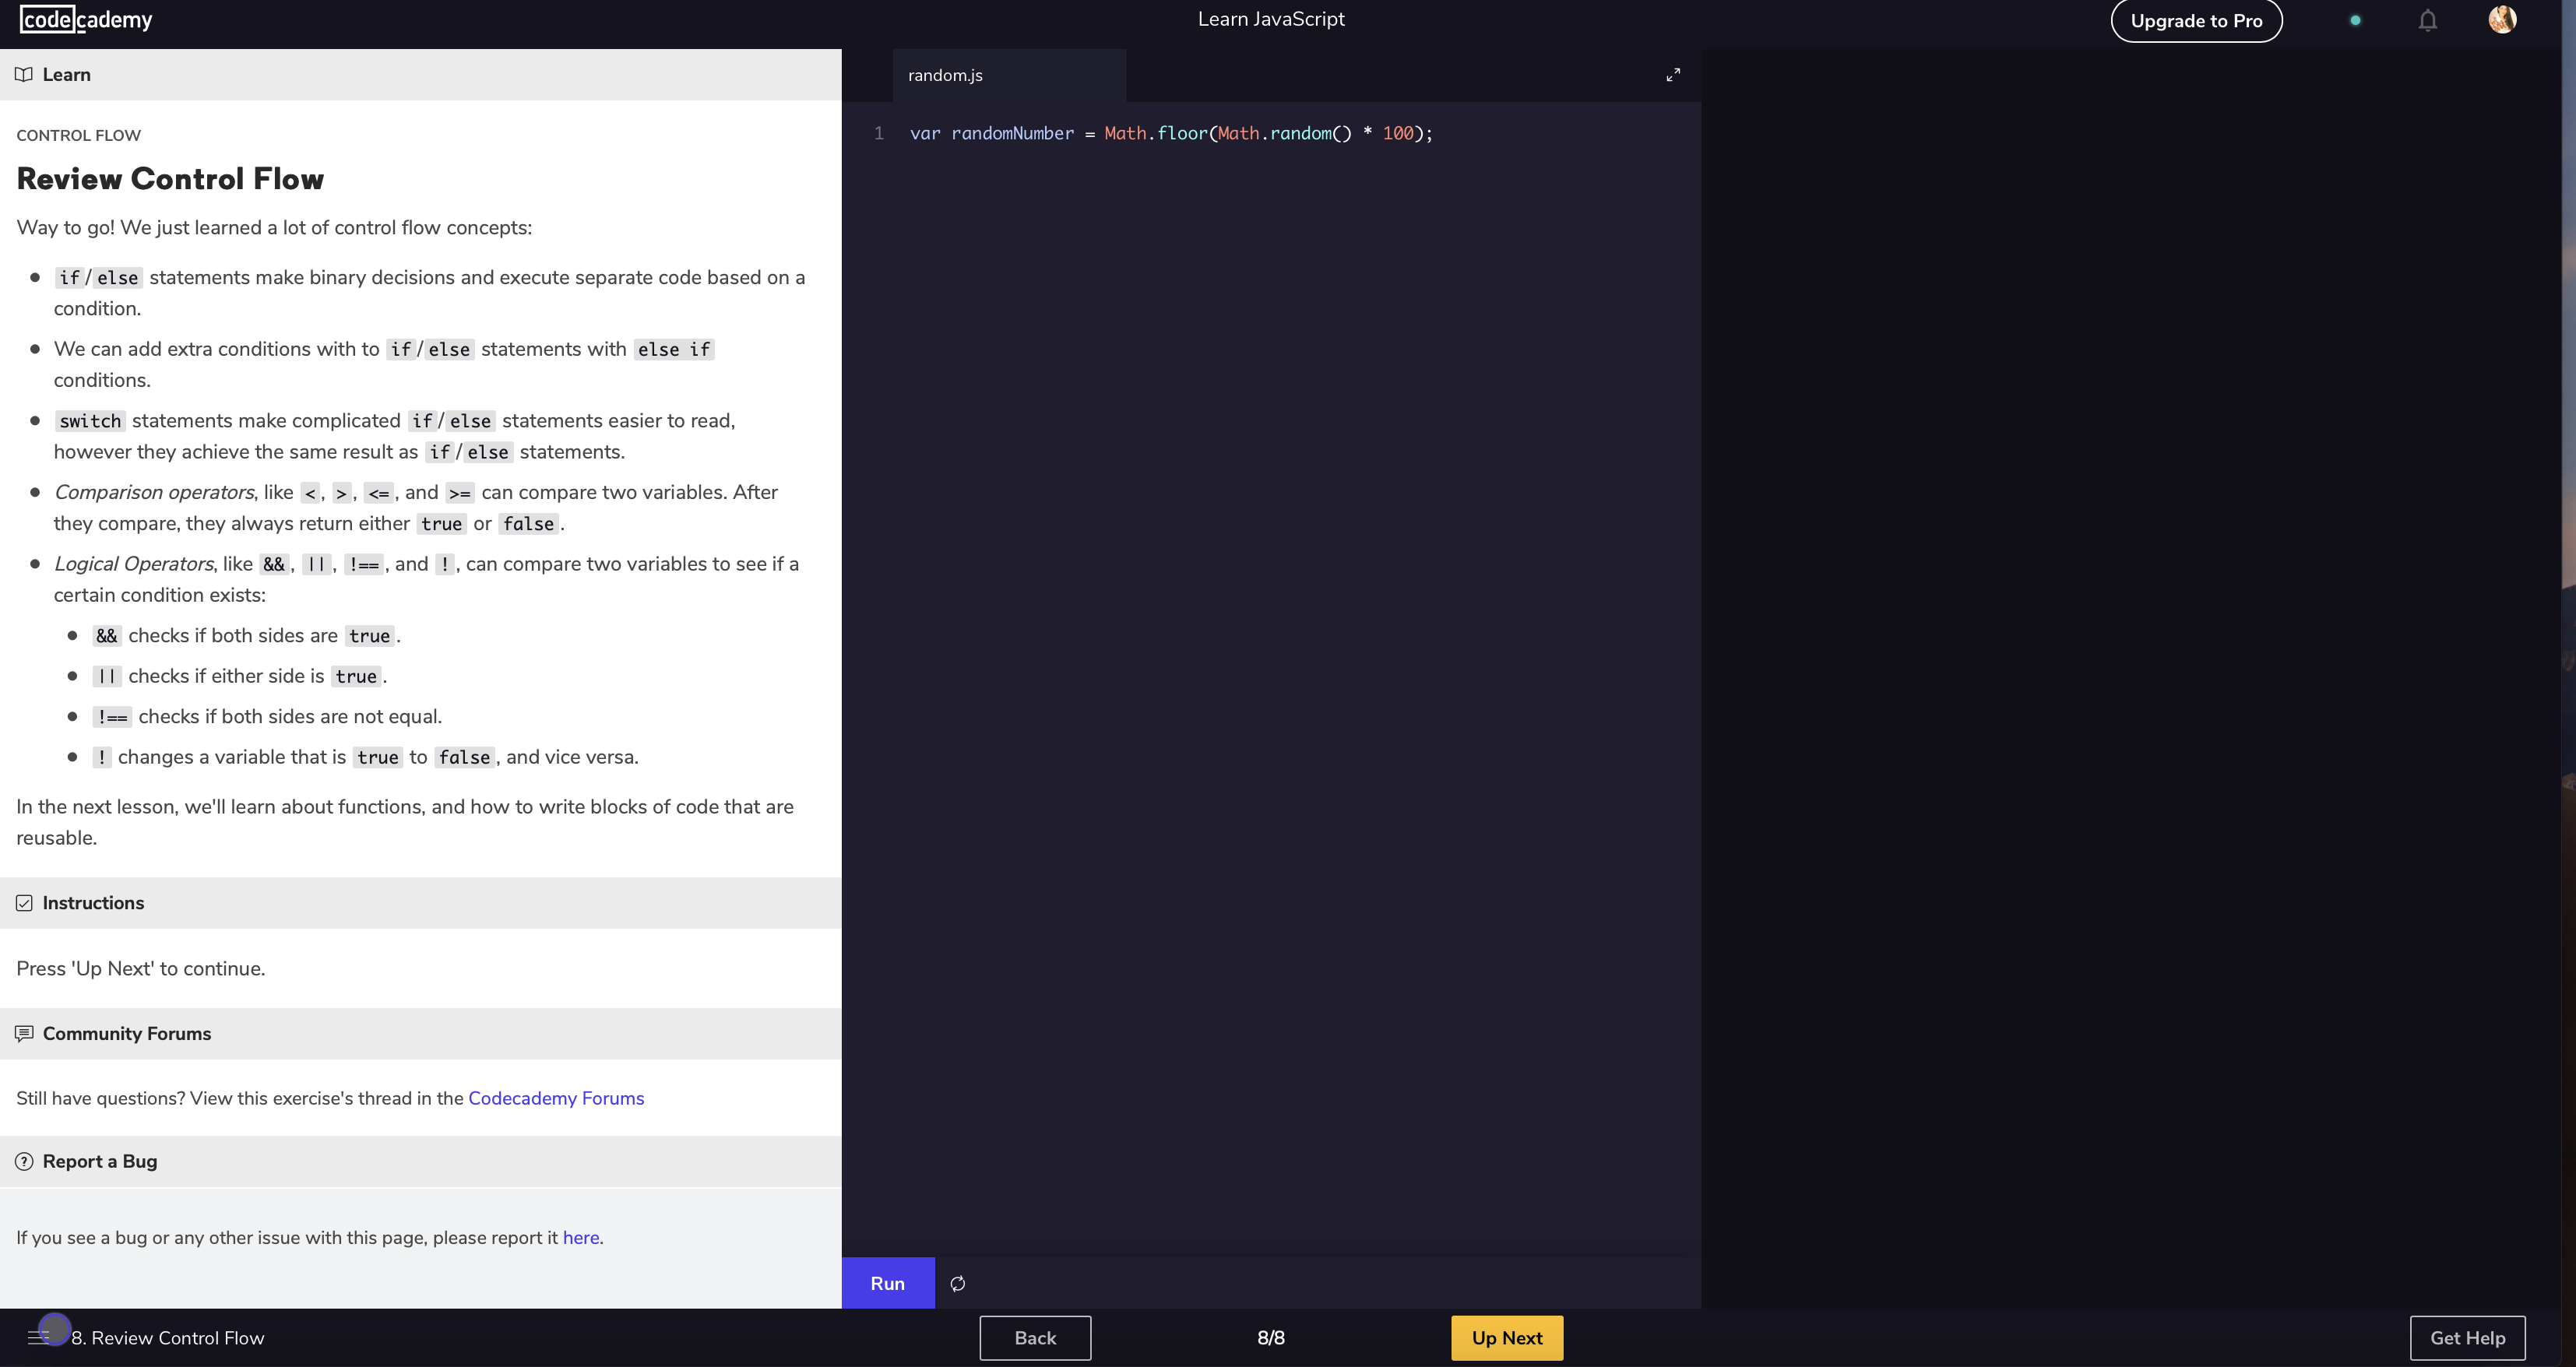 codecademy
Learn JavaScript
Upgrade to Pro
Learn
CONTROL FLOW
Review Control Flow
Way to go! We just learned a lot of control flow concepts:
if/else statements make binary decisions and execute separate code based on a
condition.
We can add extra conditions with to if/else statements with else if
conditions.
switch statements make complicated if/else statements easier to read,
however they achieve the same result as if/else statements.
Comparison operators, like <, >, <=, and >= can compare two variables. After
they compare, they always return either true or false.
Logical Operators, like &&, ||, !==, and !, can compare two variables to see if a
certain condition exists:
&& checks if both sides are true.
|| checks if either side is true.
!== checks if both sides are not equal.
! changes a variable that is true to false, and vice versa.
In the next lesson, we'll learn about functions, and how to write blocks of code that are
reusable.
Instructions
Press 'Up Next' to continue.
Community Forums
Still have questions? View this exercise's thread in the Codecademy Forums
Report a Bug
If you see a bug or any other issue with this page, please report it here.
random.js
1 var randomNumber = Math.floor(Math.random() * 100);
Run
8. Review Control Flow
Back
8/8
Up Next
Get Help